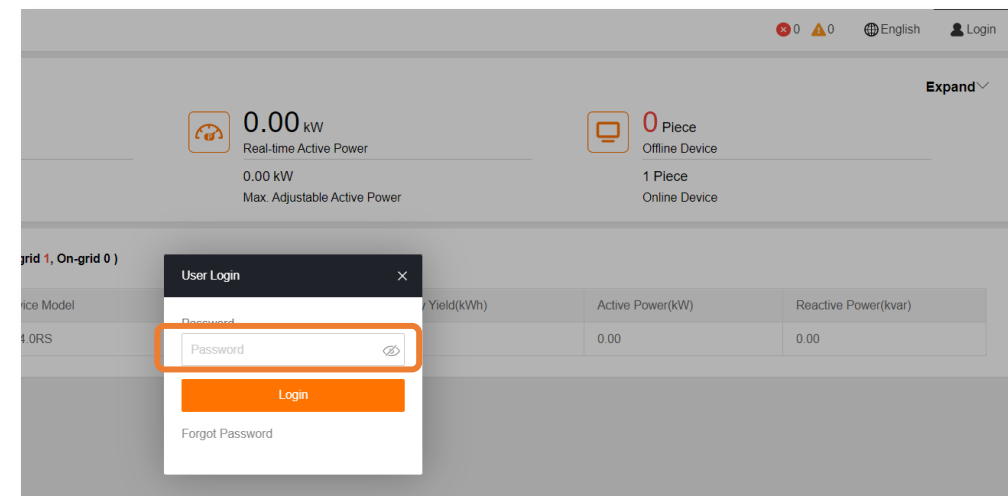 0 0 English Login
Expand
0.00 kW
Real-time Active Power
0.00 kW
Max. Adjustable Active Power
0 Piece
Offline Device
1 Piece
Online Device
grid 1, On-grid 0 )
User Login
Model Yield(kWh) Active Power(kW) Reactive Power(kvar)
4.0RS 0.00 0.00
Password
Password
Login
Forgot Password